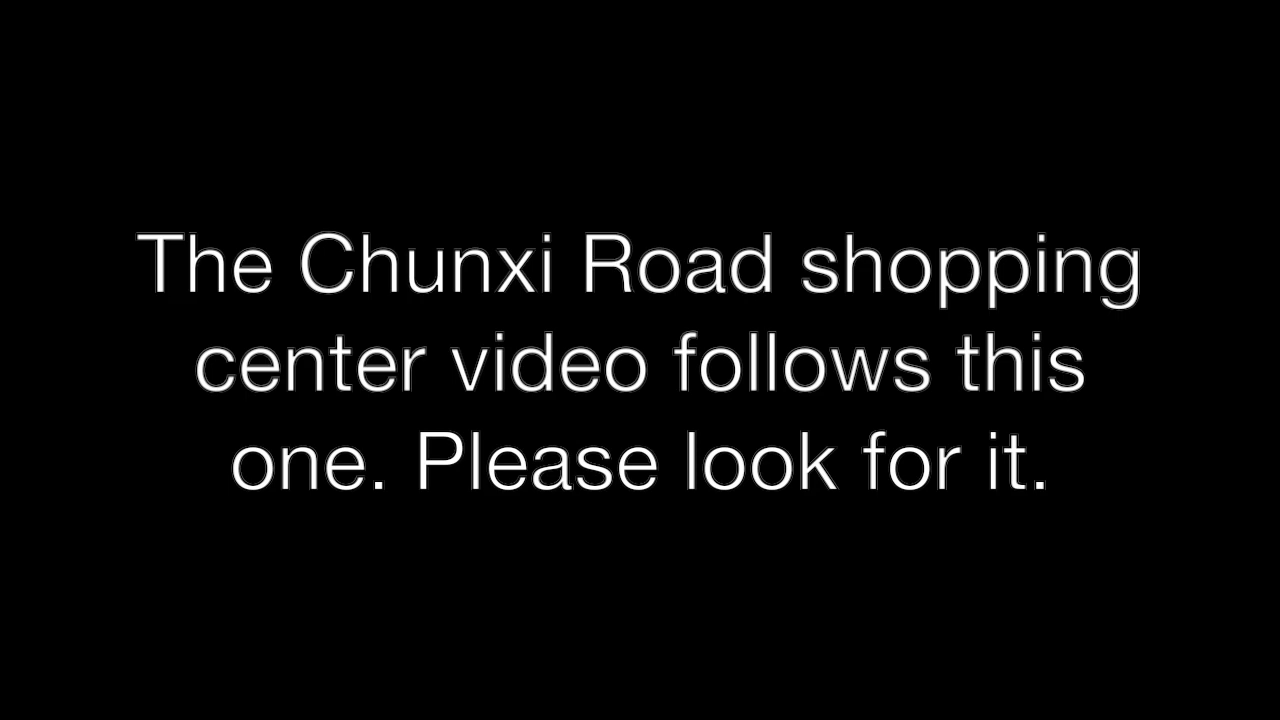 The Chunxi Road shopping
center video follows this
one. Please look for it.